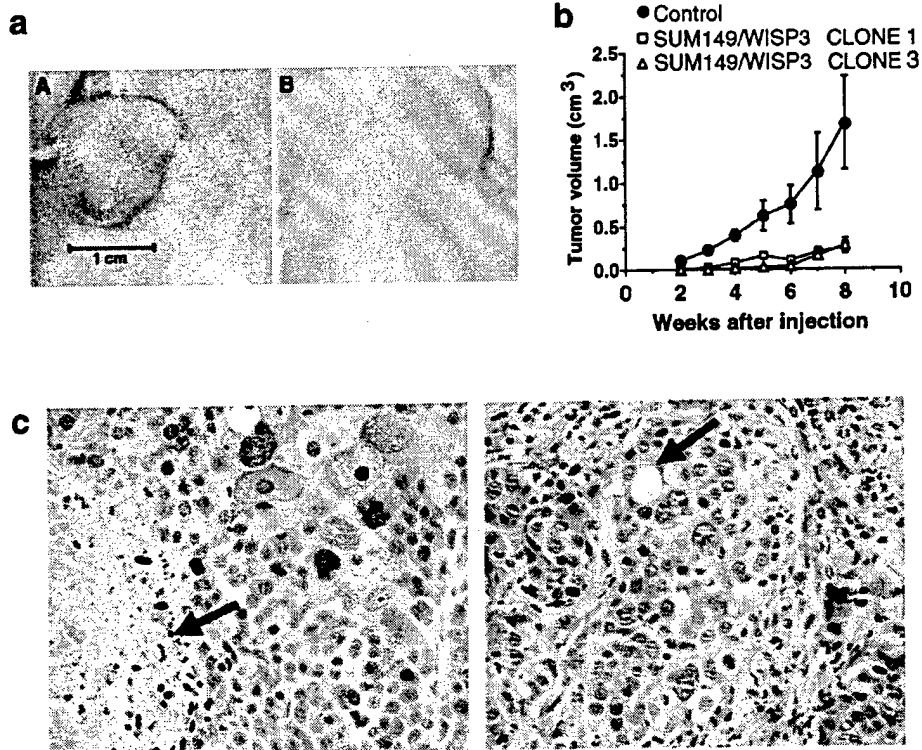 a
A
B
1 cm
b
Control
SUM149/WISP3 CLONE 1
SUM149/WISP3 CLONE 3
Tumor volume (cm³)
2.5
2.0
1.5
1.0
0.5
0.0
0 2 4 6 8 10
Weeks after injection
c